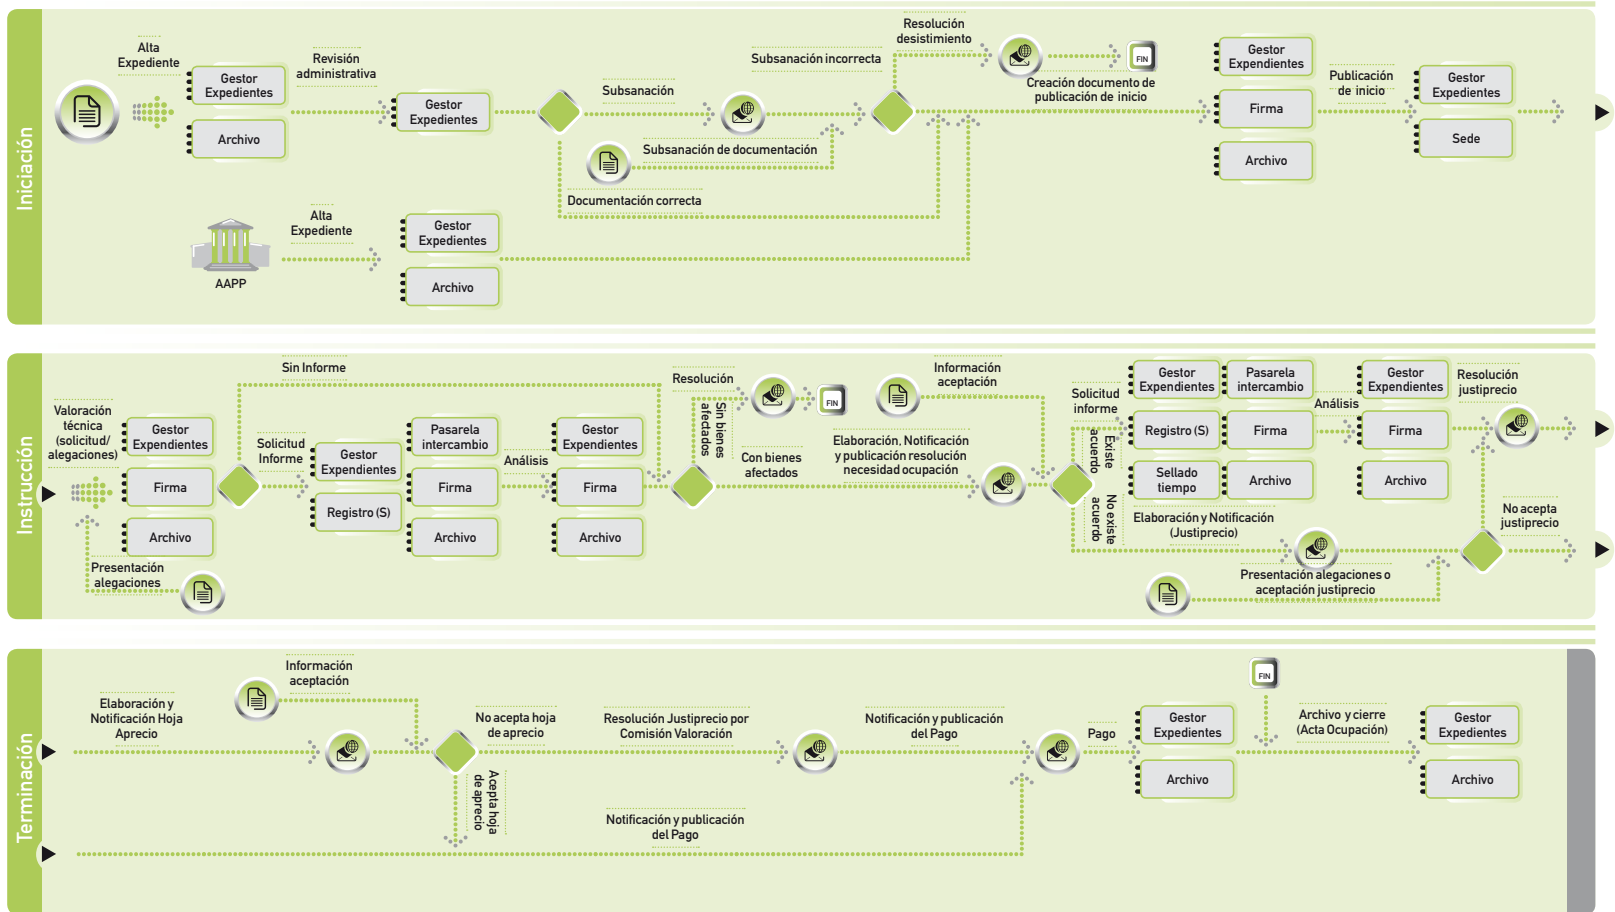 Iniciación
Alta
Expediente
Gestor
Expedientes
Archivo
Revisión
administrativa
Gestor
Expedientes
Subsanación
Subsanación de documentación
Documentación correcta
Subsanación incorrecta
Resolución
desistimiento
FIN
Creación documento de
publicación de inicio
Gestor
Expendientes
Firma
Archivo
Publicación
de inicio
Gestor
Expedientes
Sede
AAPP
Alta
Expediente
Gestor
Expedientes
Archivo
Instrucción
Valoración
técnica
(solicitud/
alegaciones)
Presentación
alegaciones
Gestor
Expendientes
Firma
Archivo
Sin Informe
Solicitud
Informe
Gestor
Expendientes
Registro (S)
Pasarela
intercambio
Firma
Archivo
Análisis
Gestor
Expendientes
Firma
Archivo
Resolución
Sin bienes
afectados
FIN
Con bienes
afectados
Elaboración, Notificación
y publicación resolución
necesidad ocupación
Información
aceptación
Solicitud
informe
Existe
acuerdo
No existe
acuerdo
Gestor
Expendientes
Registro (S)
Sellado
tiempo
Pasarela
intercambio
Firma
Archivo
Análisis
Gestor
Expendientes
Firma
Archivo
Resolución
justiprecio
Elaboración y Notificación
(Justiprecio)
Presentación alegaciones o
aceptación justiprecio
No acepta
justiprecio
Terminación
Elaboración y
Notificación Hoja
Aprecio
Información
aceptación
No acepta hoja
de aprecio
Acepta hoja
de aprecio
Resolución Justiprecio por
Comisión Valoración
Notificación y publicación
del Pago
Notificación y publicación
del Pago
Pago
Gestor
Expedientes
Archivo
FIN
Archivo y cierre
(Acta Ocupación)
Gestor
Expedientes
Archivo